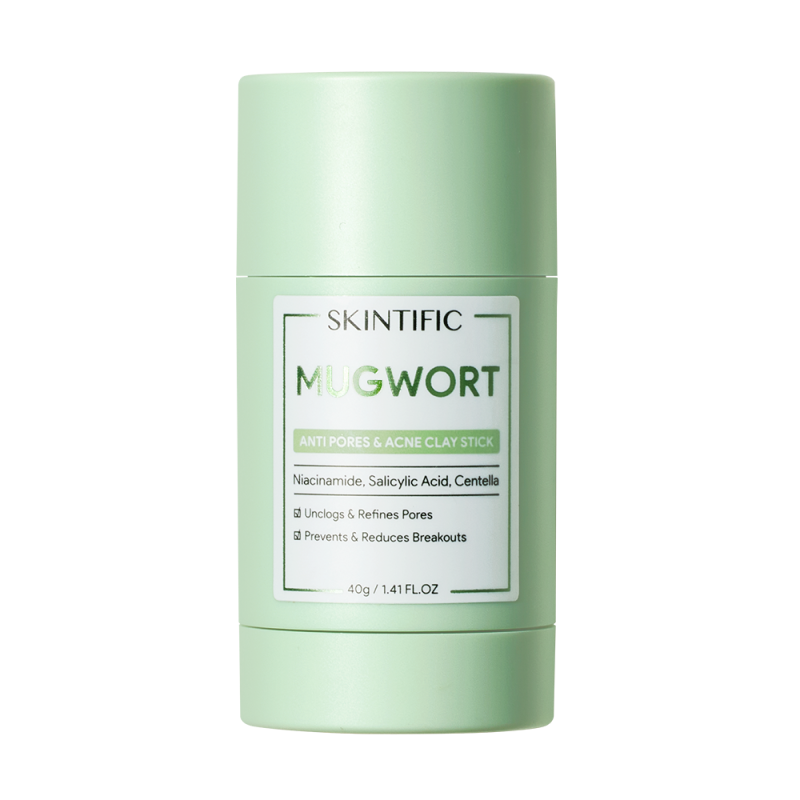 SKINTIFIC
MUGWORT
ANTI PORES & ACNE CLAY STICK
Niacinamide, Salicylic Acid, Centella
☑ Unclogs & Refines Pores
☑ Prevents & Reduces Breakouts
40g / 1.41 FL.OZ